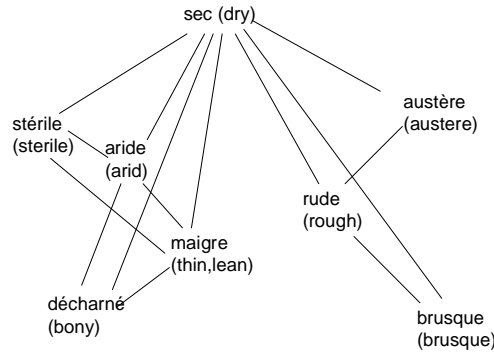 sec (dry)
austère
(austere)
stérile
(sterile)
aride
(arid)
rude
(rough)
maigre
(thin,lean)
décharné
(bony)
brusque
(brusque)